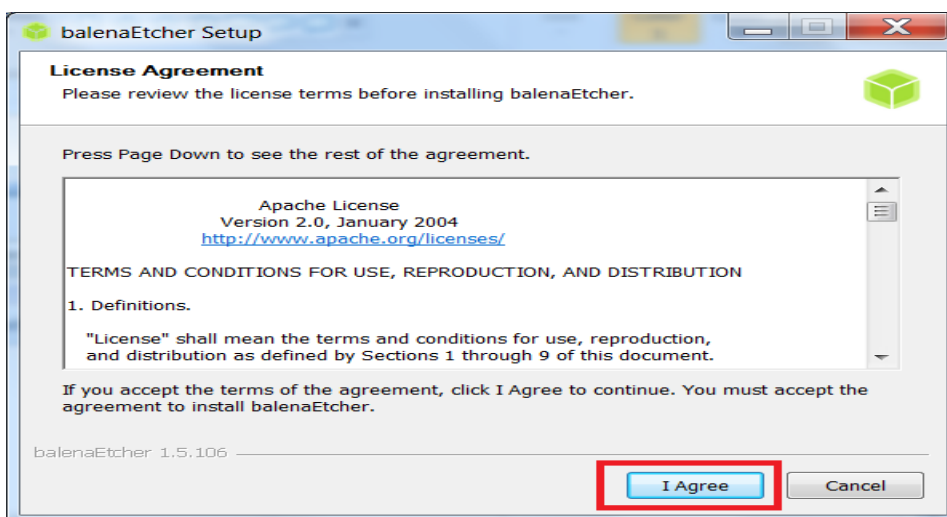 balenaEtcher Setup
License Agreement
Please review the license terms before installing balenaEtcher.
Press Page Down to see the rest of the agreement.
Apache License
Version 2.0, January 2004
http://www.apache.org/licenses/
TERMS AND CONDITIONS FOR USE, REPRODUCTION, AND DISTRIBUTION
1. Definitions.
"License" shall mean the terms and conditions for use, reproduction,
and distribution as defined by Sections 1 through 9 of this document.
If you accept the terms of the agreement, click I Agree to continue. You must accept the
agreement to install balenaEtcher.
balenaEtcher 1.5.106
I Agree Cancel